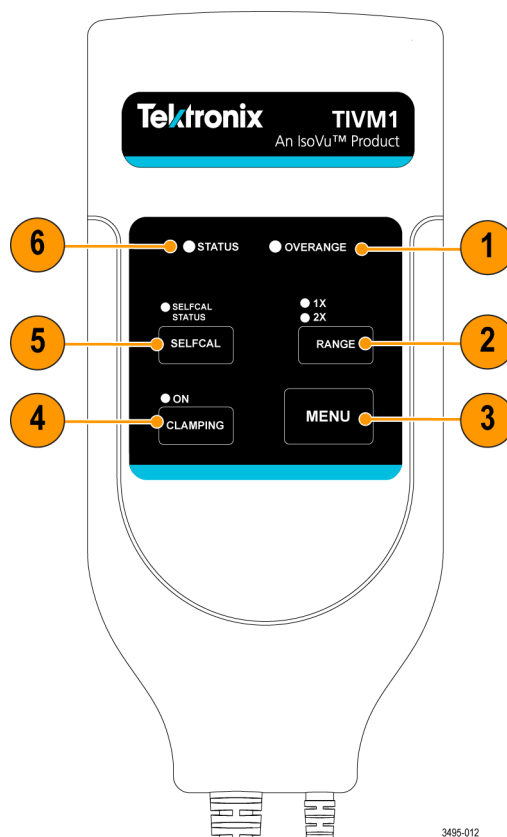 Tektronix
TIVM1
An IsoVu™ Product
6
STATUS
OVERANGE
1
SELFCAL
STATUS
1X
2X
5
SELFCAL
RANGE
2
ON
4
CLAMPING
MENU
3
3495-012